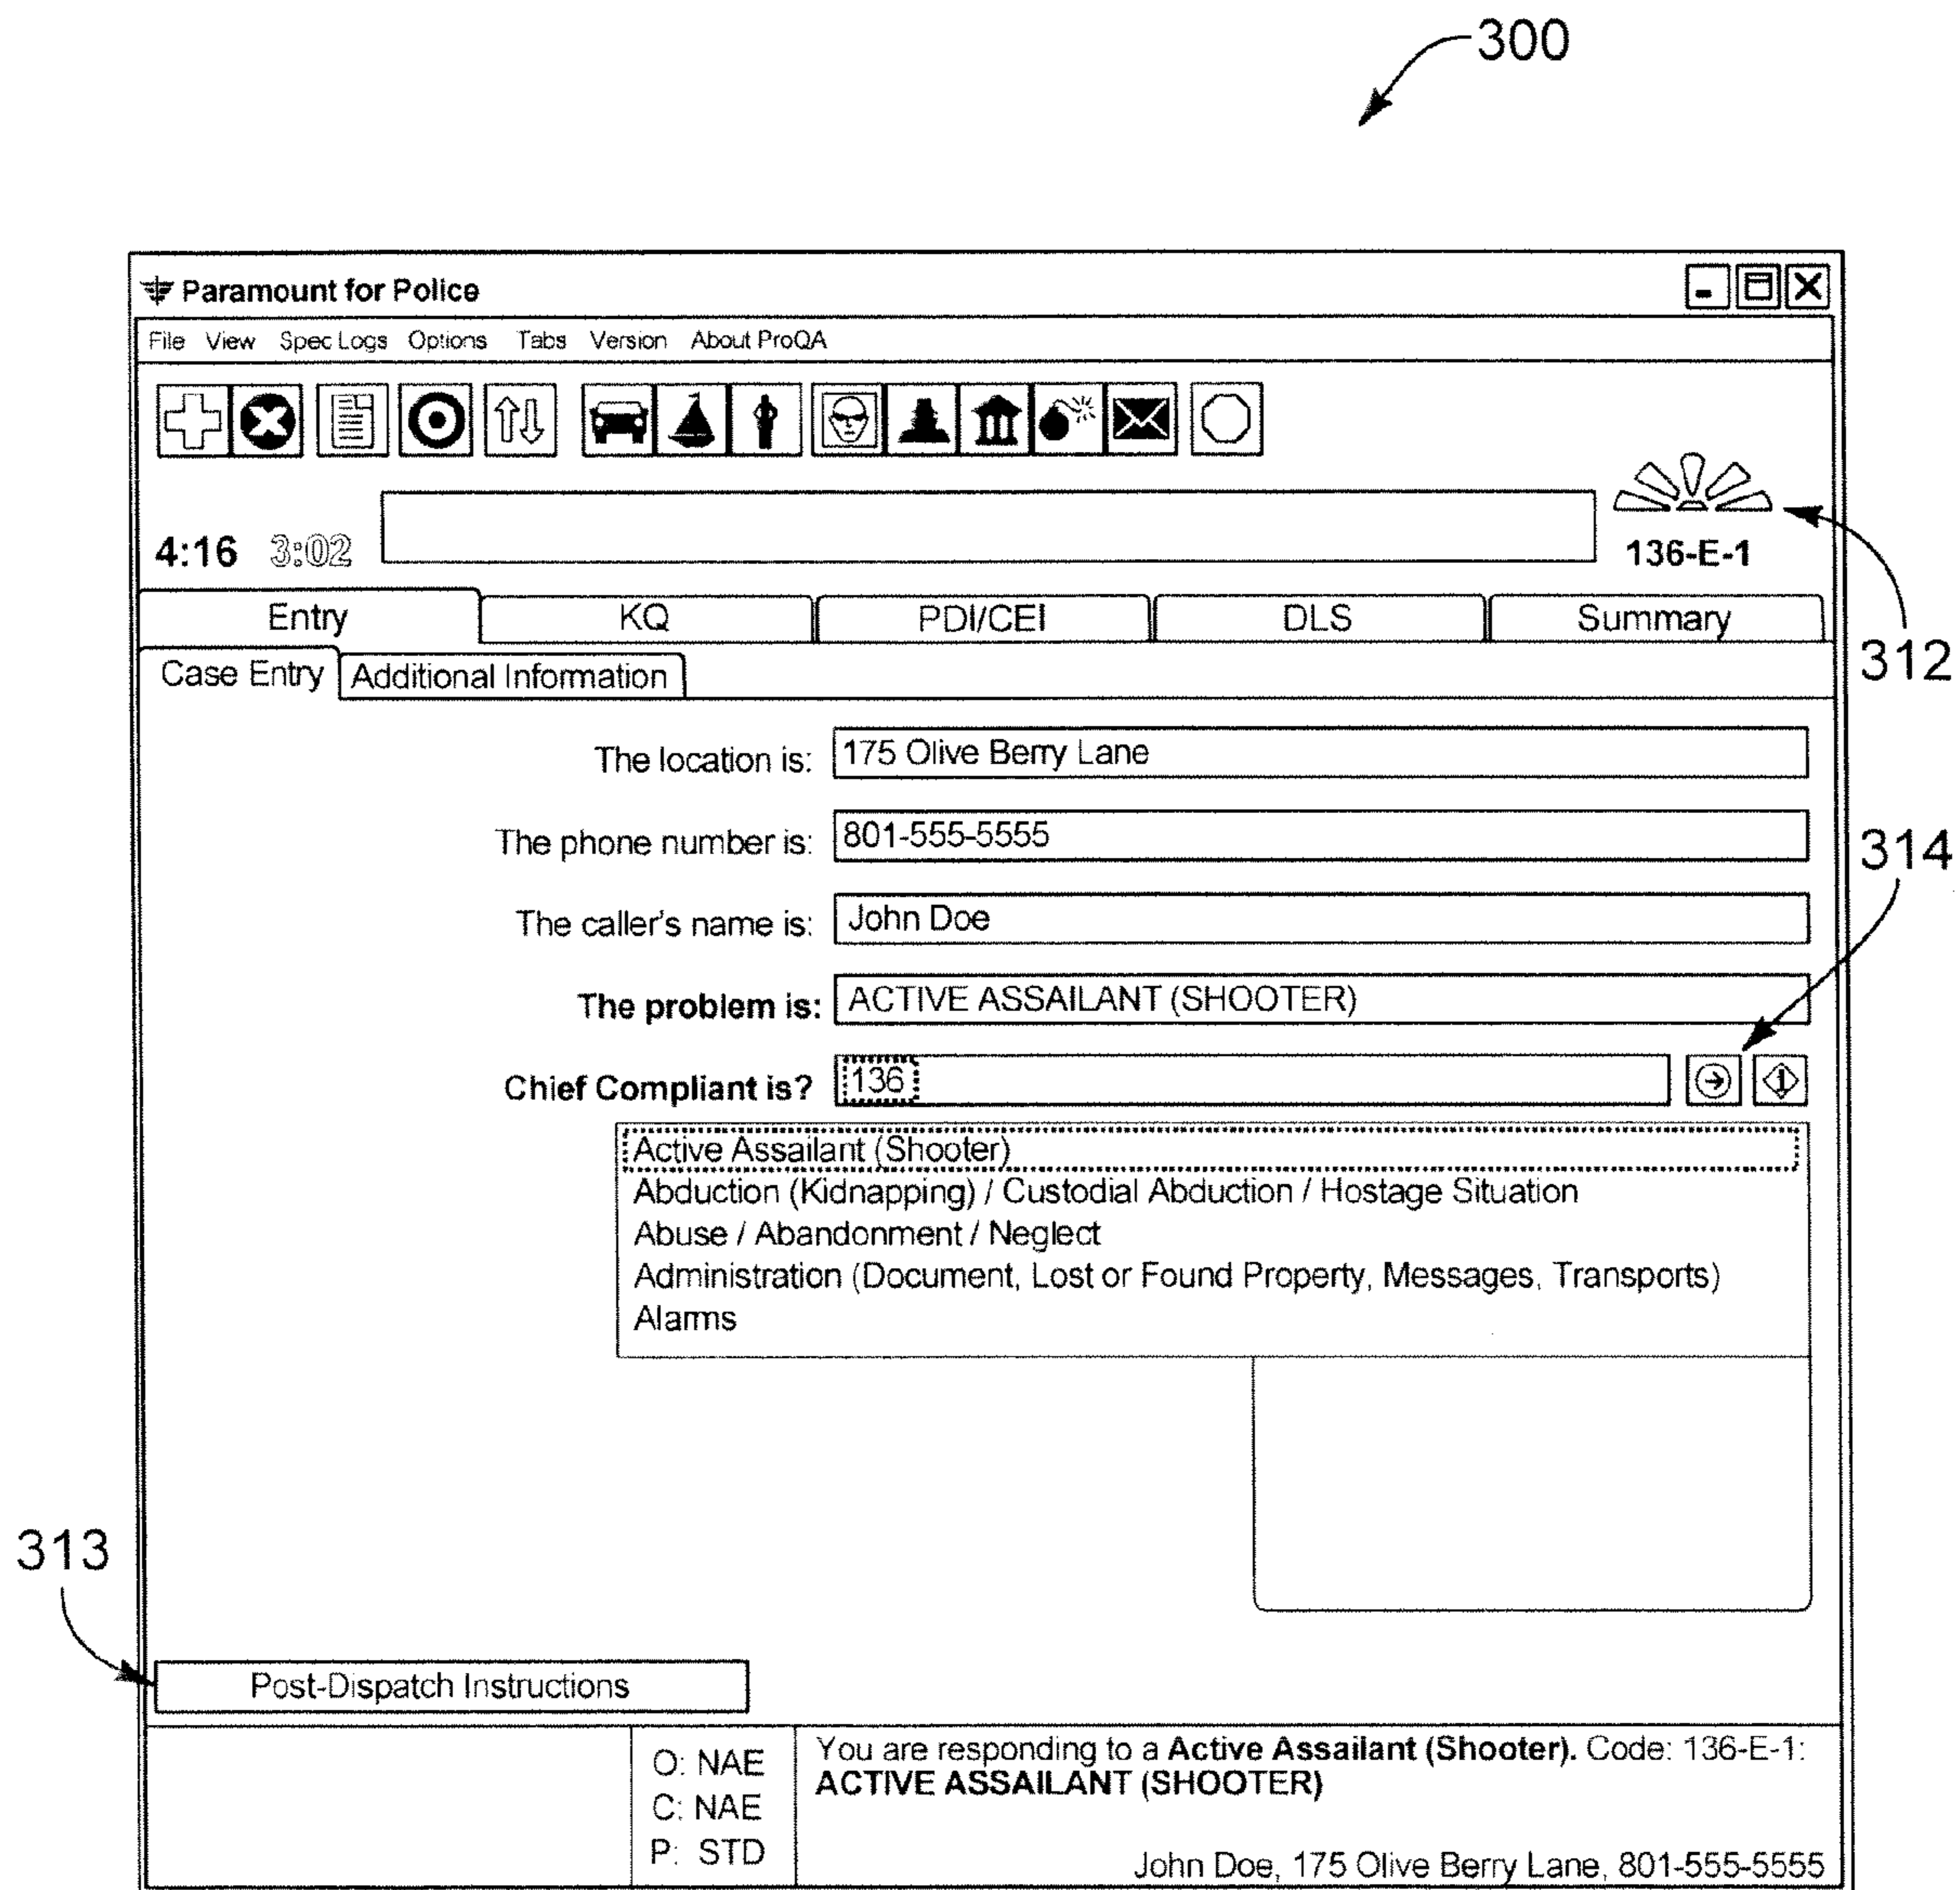 300
Paramount for Police
File View Spec Logs Options Tabs Version About ProQA
4:16 3:02
136-E-1
312
Entry KQ PDI/CEI DLS Summary
Case Entry Additional Information
The location is: 175 Olive Berry Lane
The phone number is: 801-555-5555
314
The caller's name is: John Doe
The problem is: ACTIVE ASSAILANT (SHOOTER)
Chief Compliant is? 136
Active Assailant (Shooter)
Abduction (Kidnapping) / Custodial Abduction / Hostage Situation
Abuse / Abandonment / Neglect
Administration (Document, Lost or Found Property, Messages, Transports)
Alarms
313
Post-Dispatch Instructions
O: NAE
C: NAE
P: STD
You are responding to a Active Assailant (Shooter). Code: 136-E-1:
ACTIVE ASSAILANT (SHOOTER)
John Doe, 175 Olive Berry Lane, 801-555-5555